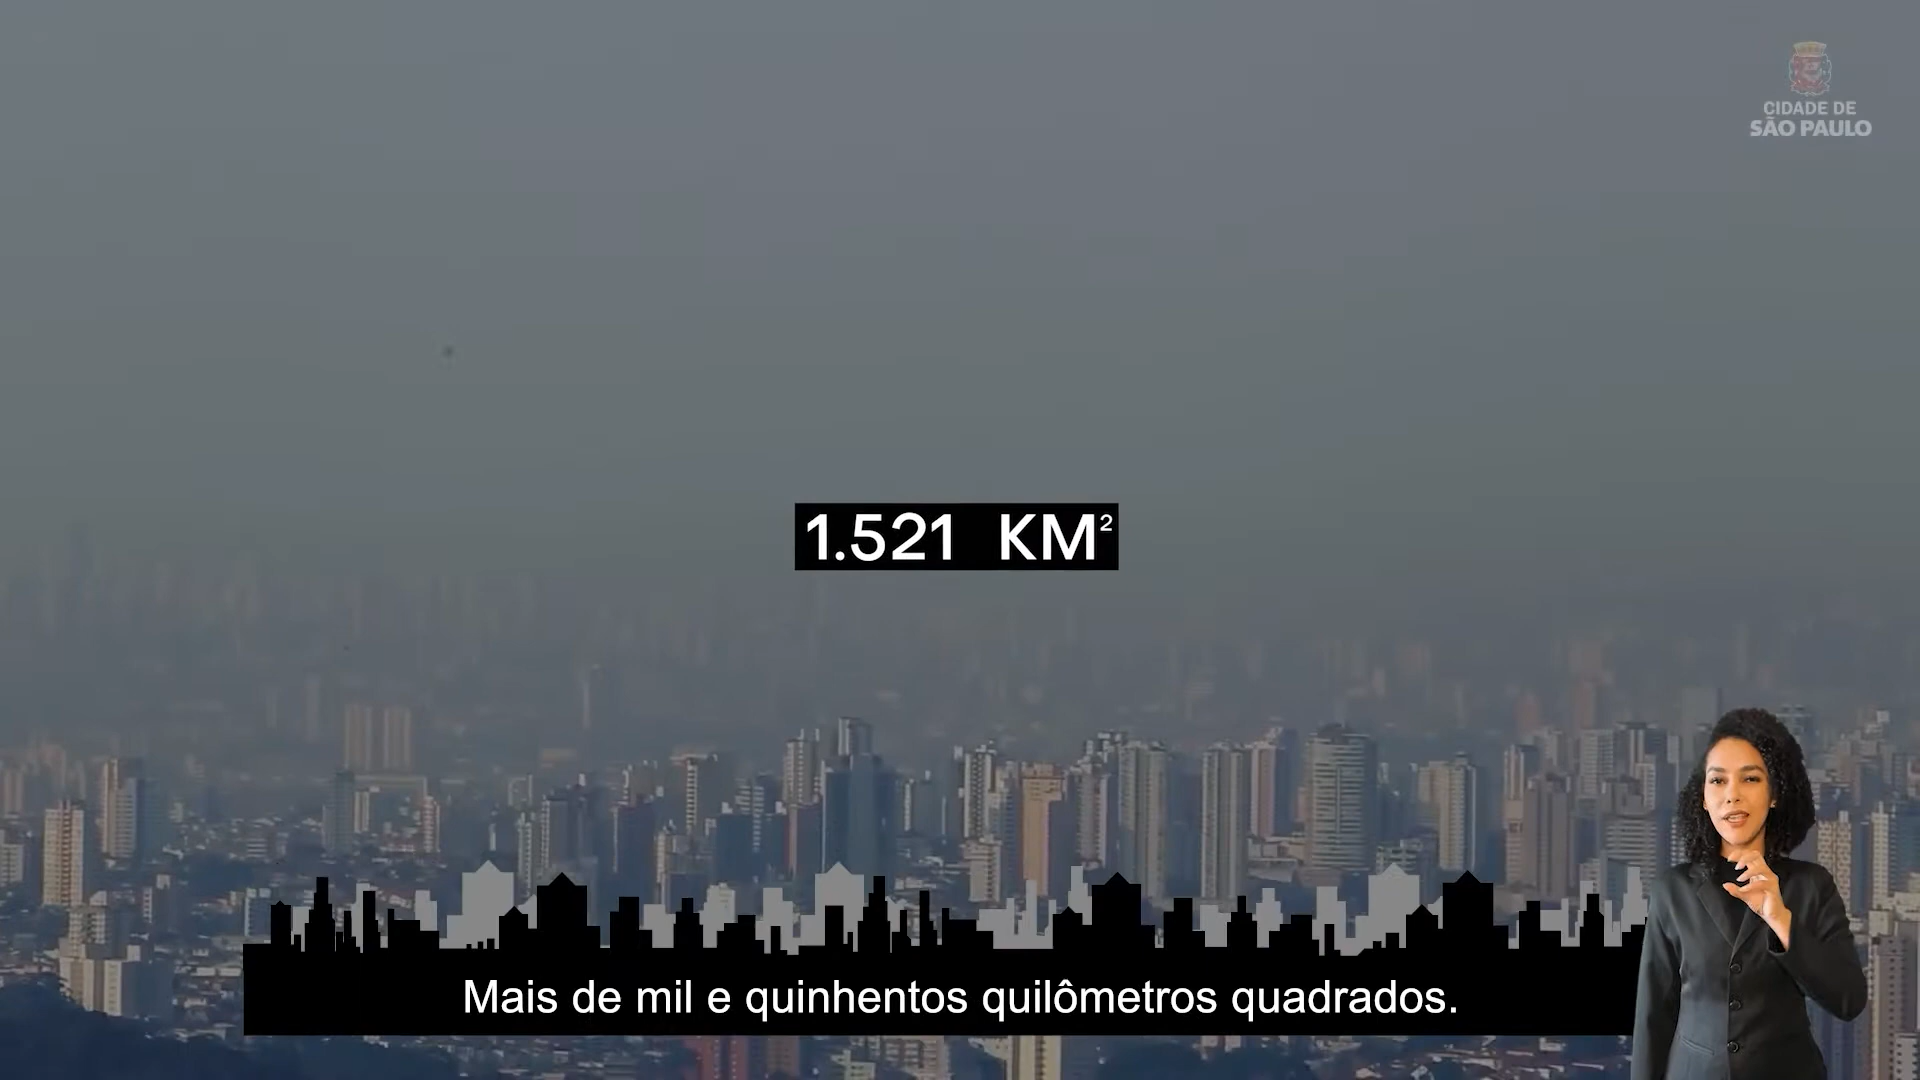 CIDADE DE
SÃO PAULO
1.521 KM²
Mais de mil e quinhentos quilômetros quadrados.